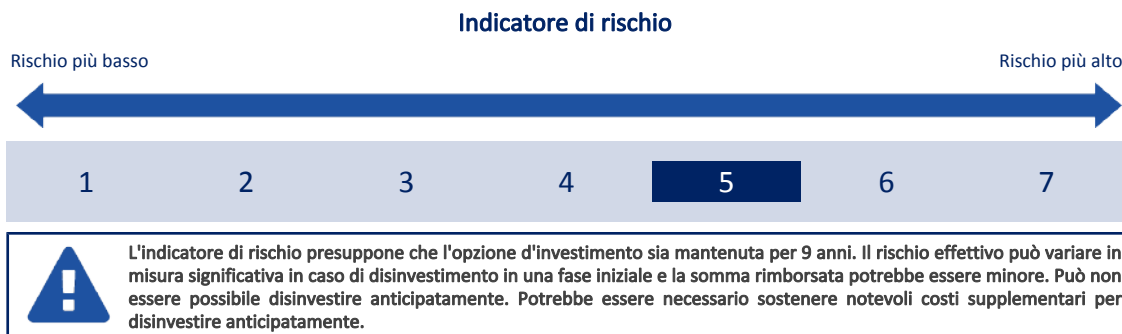 Indicatore di rischio
Rischio più basso
Rischio più alto
1 2 3 4 5 6 7
L'indicatore di rischio presuppone che l'opzione d'investimento sia mantenuta per 9 anni. Il rischio effettivo può variare in
misura significativa in caso di disinvestimento in una fase iniziale e la somma rimborsata potrebbe essere minore. Può non
essere possibile disinvestire anticipatamente. Potrebbe essere necessario sostenere notevoli costi supplementari per
disinvestire anticipatamente.